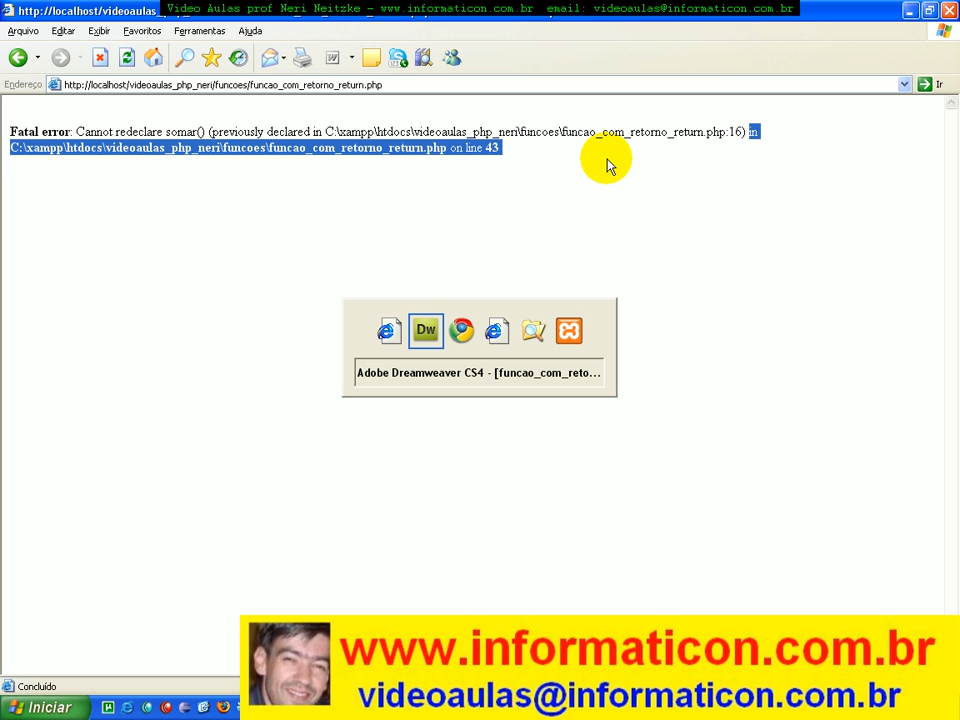 http://localhost/videoaulas_
Video Aulas prof Neri Neitzke - www.informaticon.com.br email: videoaulas@informaticon.com.br
Arquivo Editar Exibir Favoritos Ferramentas Ajuda
Endereço http://localhost/videoaulas_php_neri/funcoes/funcao_com_retorno_return.php Ir
Fatal error: Cannot redeclare somar() (previously declared in C:\xampp\htdocs\videoaulas_php_neri\funcoes\funcao_com_retorno_return.php:16) in
C:\xampp\htdocs\videoaulas_php_neri\funcoes\funcao_com_retorno_return.php on line 43
Dw
Adobe Dreamweaver CS4 - [funcao_com_reto...
www.informaticon.com.br
videoaulas@informaticon.com.br
Concluído
Iniciar